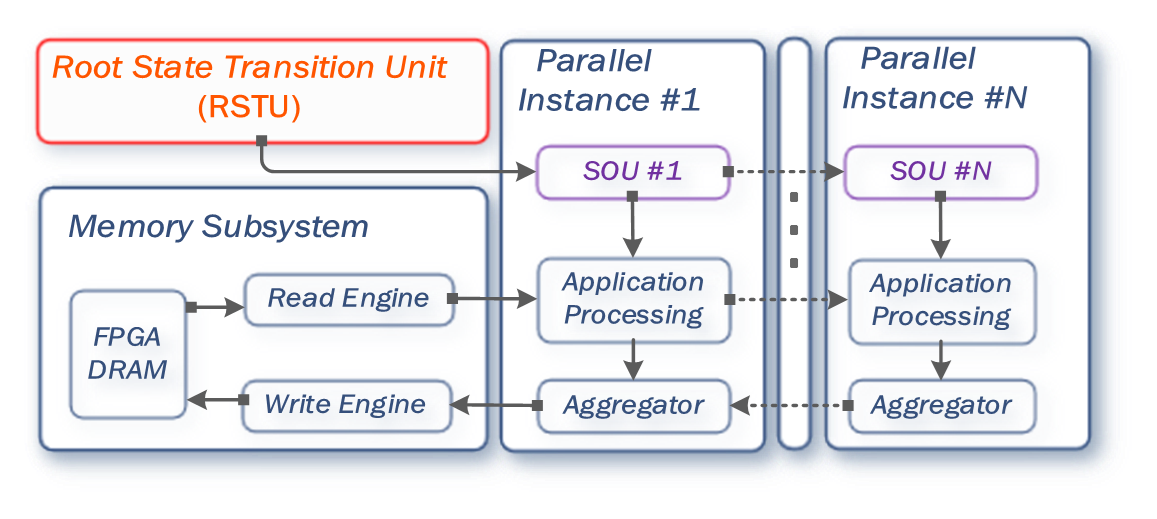 Root State Transition Unit
(RSTU)
Memory Subsystem
FPGA
DRAM
Read Engine
Write Engine
Parallel
Instance #1
SOU #1
Application
Processing
Aggregator
Parallel
Instance #N
SOU #N
Application
Processing
Aggregator